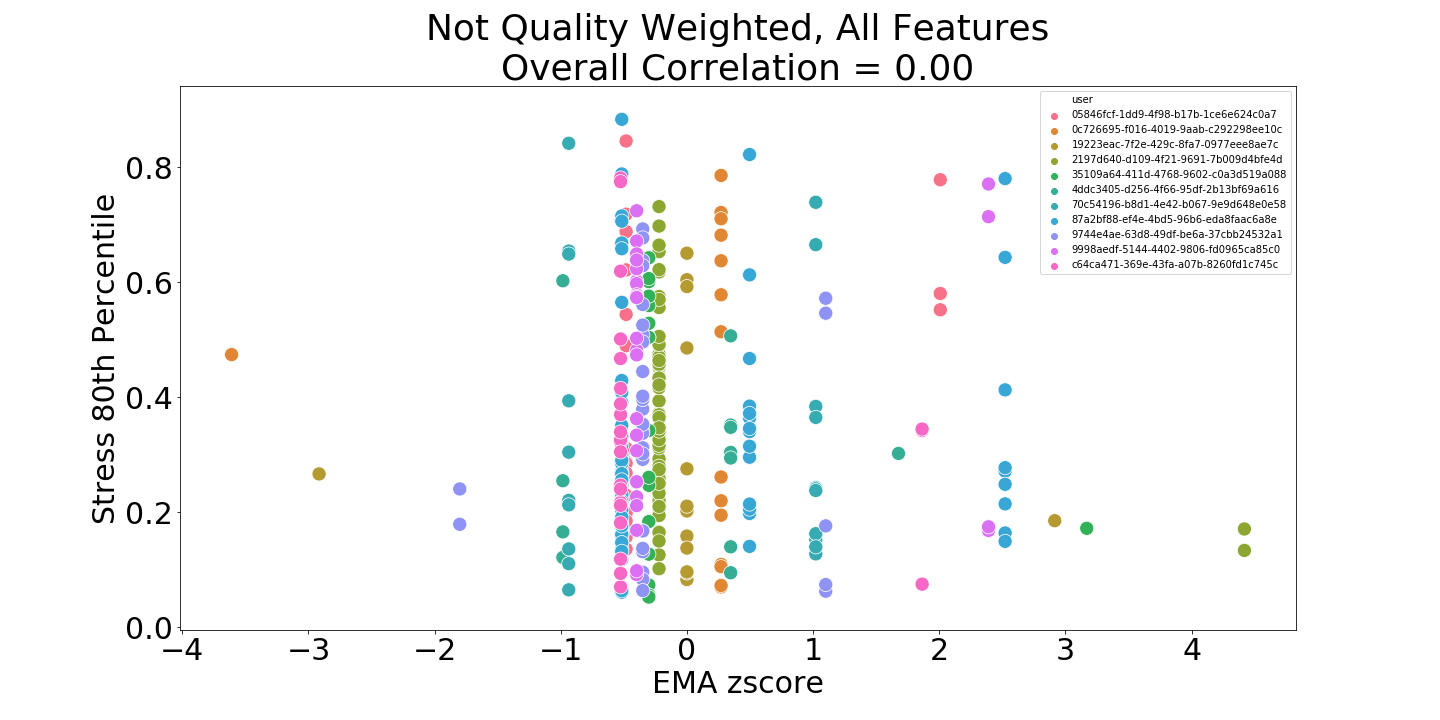 Not Quality Weighted, All Features
Overall Correlation = 0.00
user
05846fcf-1dd9-4f98-b17b-1ce6e624c0a7
0c726695-f016-4019-9aab-c292298ee10c
19223eac-7f2e-429c-8fa7-0977eee8ae7c
2197d640-d109-4f21-9691-7b009d4bfe4d
35109a64-411d-4768-9602-c0a3d519a088
4ddc3405-d256-4f66-95df-2b13bf69a616
70c54196-b8d1-4e42-b067-9e9d648e0e58
87a2bf88-ef4e-4bd5-96b6-eda8faac6a8e
9744e4ae-63d8-49df-be6a-37cbb24532a1
9998aedf-5144-4402-9806-fd0965ca85c0
c64ca471-369e-43fa-a07b-8260fd1c745c
Stress 80th Percentile
0.8
0.6
0.4
0.2
0.0
−4 −3 −2 −1 0 1 2 3 4
EMA zscore